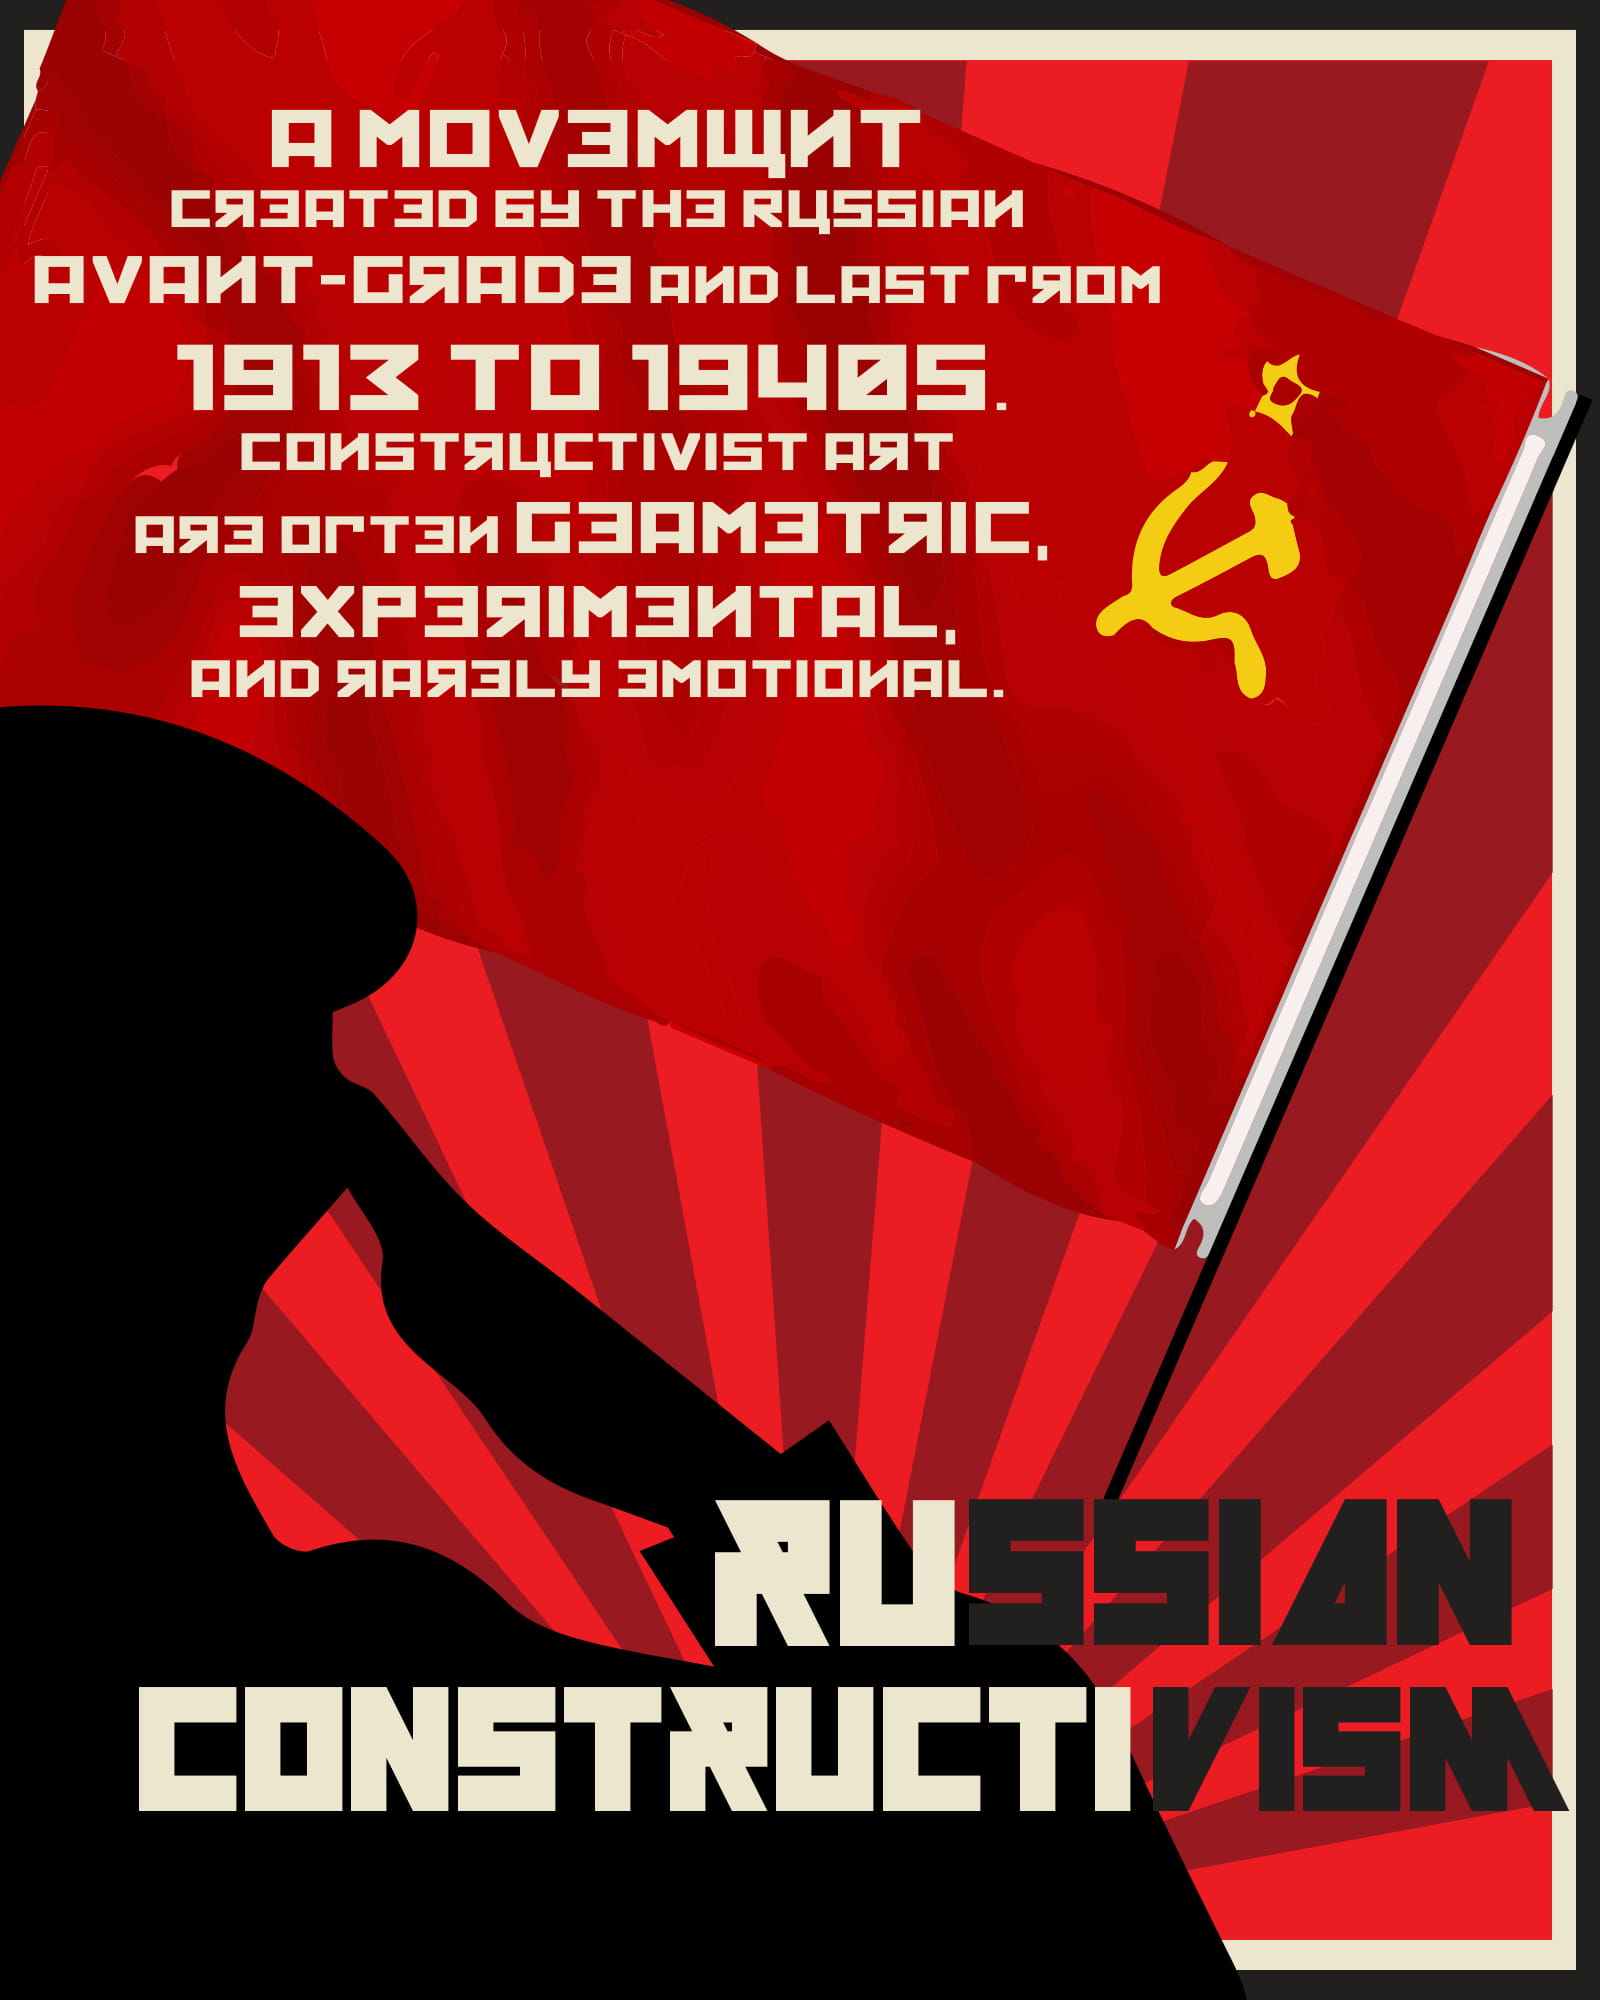 A MOVEMENT
CREATED BY THE RUSSIAN
AVANT-GRADE AND LAST FROM
1913 TO 1940S.
CONSTRUCTIVIST ART
ARE OFTEN GEAMETRIC,
EXPERIMENTAL,
AND RARELY EMOTIONAL.
RUSSIAN
CONSTRUCTIVISM